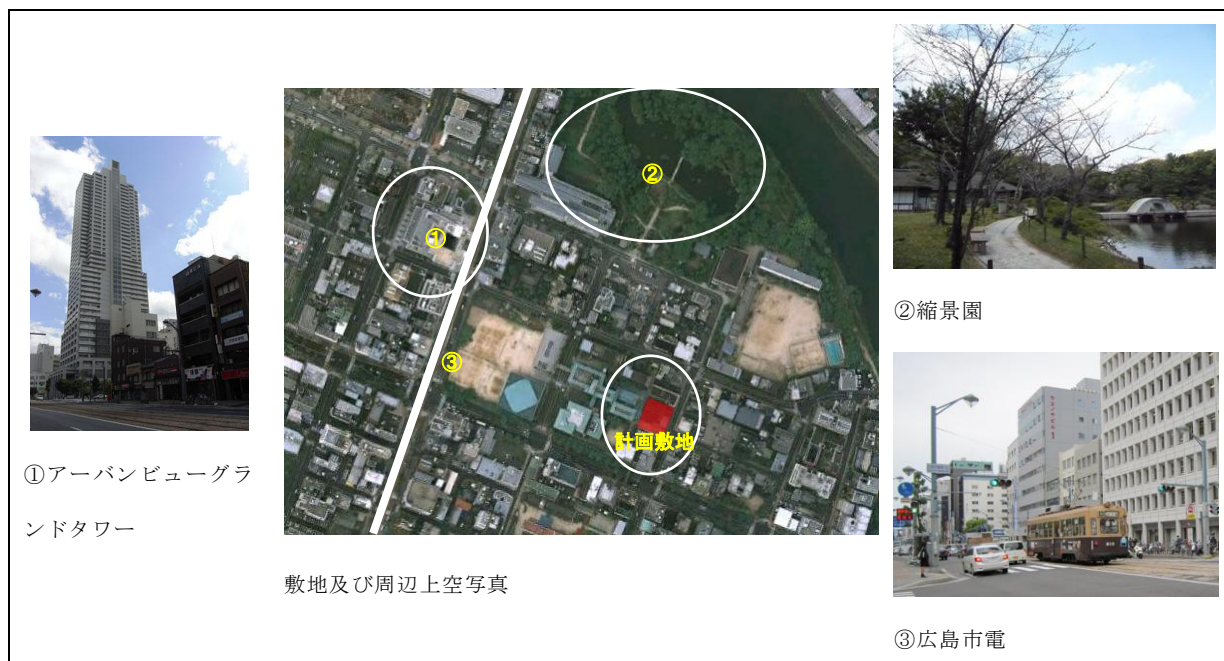 ①アーバンビューグラ
ンドタワー
①
②
③
計画敷地
敷地及び周辺上空写真
②縮景園
③広島市電